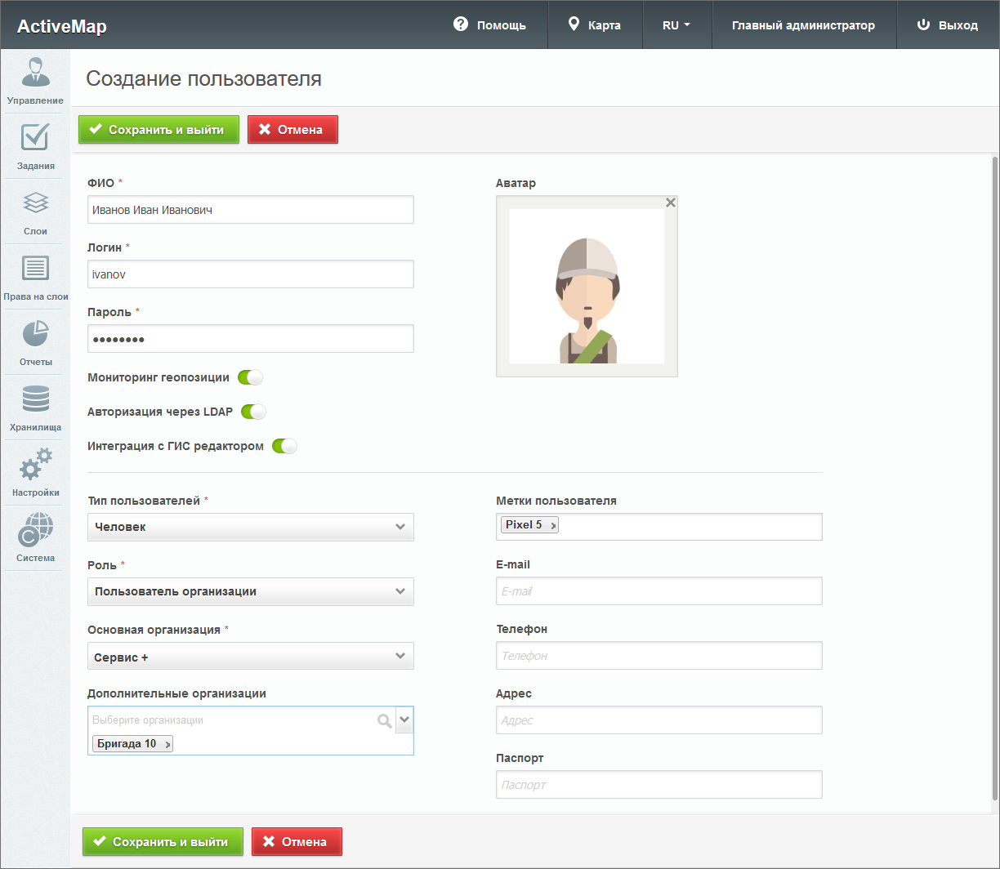 ActiveMap
Помощь
Карта
RU
Главный администратор
Выход
Управление
Задания
Слои
Права на слои
Отчеты
Хранилища
Настройки
Система
Создание пользователя
Сохранить и выйти
Отмена
ФИО *
Иванов Иван Иванович
Логин *
ivanov
Пароль *
••••••••
Мониторинг геопозиции
Авторизация через LDAP
Интеграция с ГИС редактором
Аватар
Тип пользователей *
Человек
Роль *
Пользователь организации
Основная организация *
Сервис +
Дополнительные организации
Выберите организации
Бригада 10
Метки пользователя
Pixel 5
E-mail
E-mail
Телефон
Телефон
Адрес
Адрес
Паспорт
Паспорт
Сохранить и выйти
Отмена